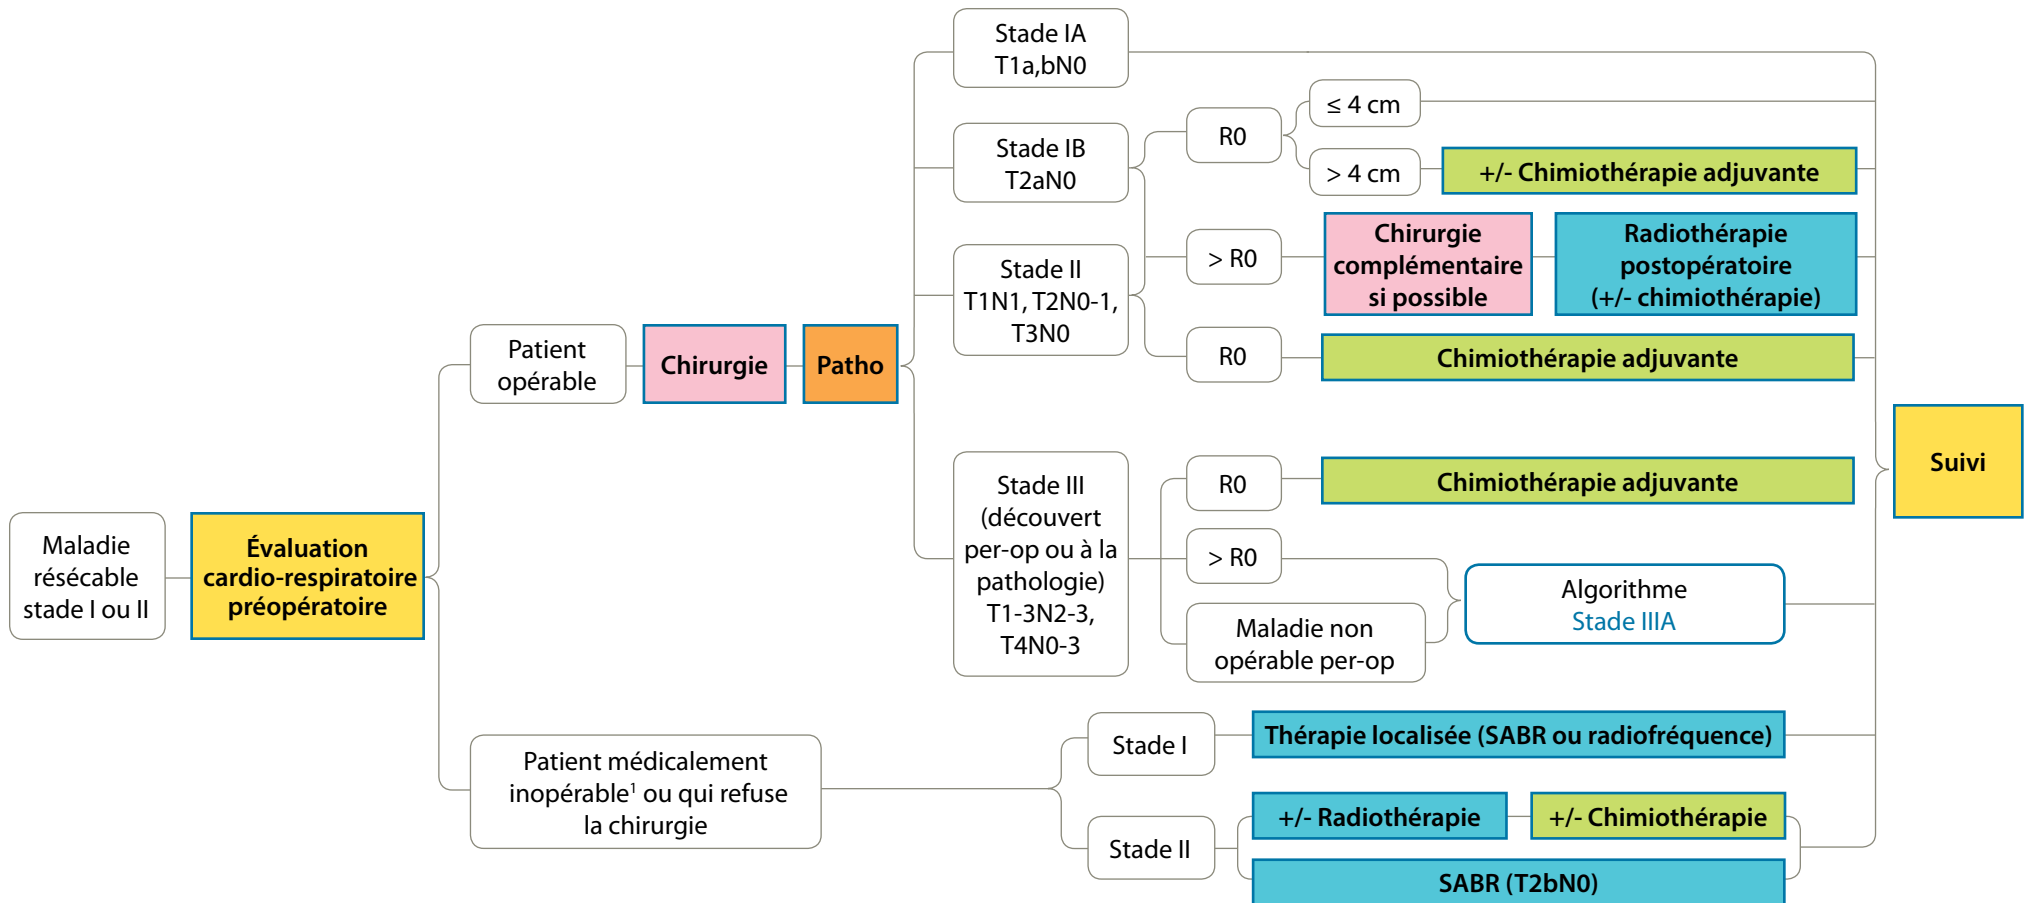 Maladie
résécable
stade I ou II
Évaluation
cardio-respiratoire
préopératoire
Patient
opérable
Chirurgie
Patho
Stade IA
T1a,bN0
Stade IB
T2aN0
R0
≤ 4 cm
> 4 cm
+/- Chimiothérapie adjuvante
Stade II
T1N1, T2N0-1,
T3N0
> R0
Chirurgie
complémentaire
si possible
Radiothérapie
postopératoire
(+/- chimiothérapie)
R0
Chimiothérapie adjuvante
Stade III
(découvert
per-op ou à la
pathologie)
T1-3N2-3,
T4N0-3
R0
Chimiothérapie adjuvante
> R0
Maladie non
opérable per-op
Algorithme
Stade IIIA
Patient médicalement
inopérable¹ ou qui refuse
la chirurgie
Stade I
Thérapie localisée (SABR ou radiofréquence)
Stade II
+/- Radiothérapie
+/- Chimiothérapie
SABR (T2bN0)
Suivi